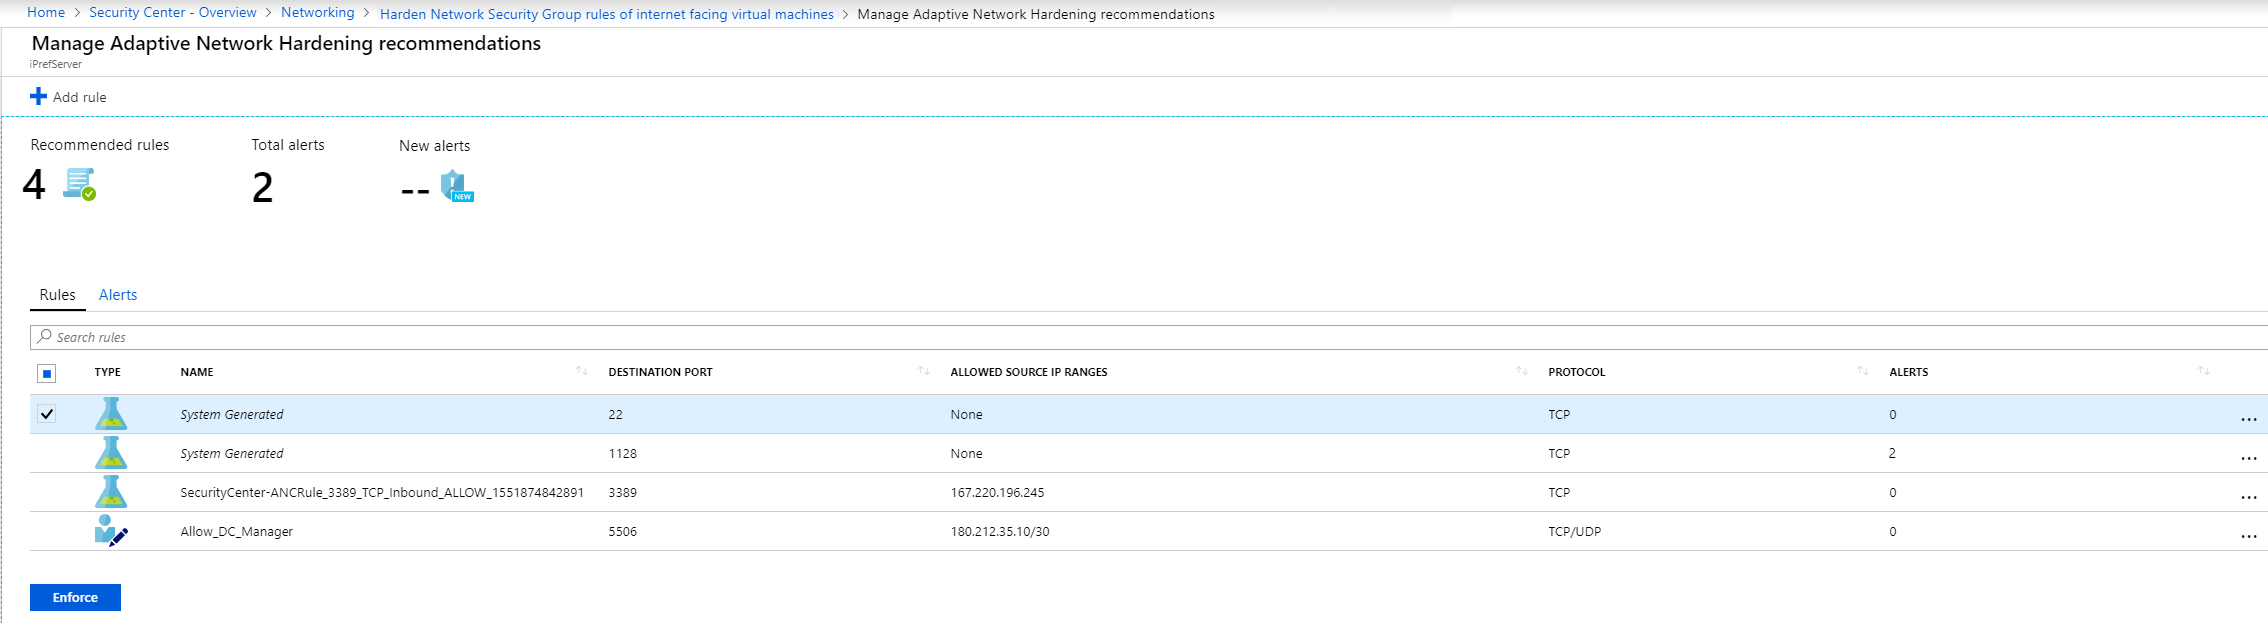 Home > Security Center - Overview > Networking > Harden Network Security Group rules of internet facing virtual machines > Manage Adaptive Network Hardening recommendations
Manage Adaptive Network Hardening recommendations
iPrefServer
Add rule
Recommended rules Total alerts New alerts
4 2 --
NEW
Rules Alerts
Search rules
TYPE NAME DESTINATION PORT ALLOWED SOURCE IP RANGES PROTOCOL ALERTS
System Generated 22 None TCP 0 ...
System Generated 1128 None TCP 2 ...
SecurityCenter-ANCRule_3389_TCP_Inbound_ALLOW_1551874842891 3389 167.220.196.245 TCP 0 ...
Allow_DC_Manager 5506 180.212.35.10/30 TCP/UDP 0 ...
Enforce